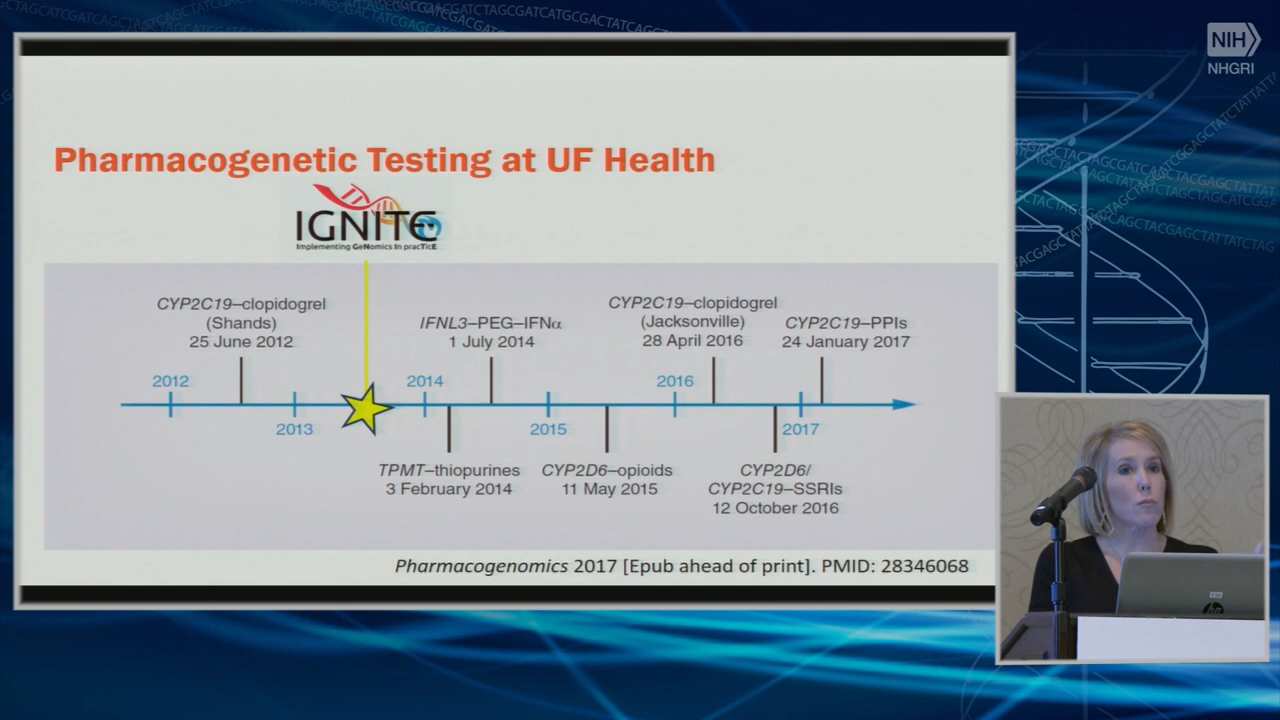 NIH
NHGRI
Pharmacogenetic Testing at UF Health
IGNITE
Implementing GeNomics In pracTicE
CYP2C19–clopidogrel
(Shands)
25 June 2012
IFNL3–PEG–IFNα
1 July 2014
CYP2C19–clopidogrel
(Jacksonville)
28 April 2016
CYP2C19–PPIs
24 January 2017
2012
2014
2016
2013
2015
2017
TPMT–thiopurines
3 February 2014
CYP2D6–opioids
11 May 2015
CYP2D6/
CYP2C19–SSRIs
12 October 2016
Pharmacogenomics 2017 [Epub ahead of print]. PMID: 28346068
hp